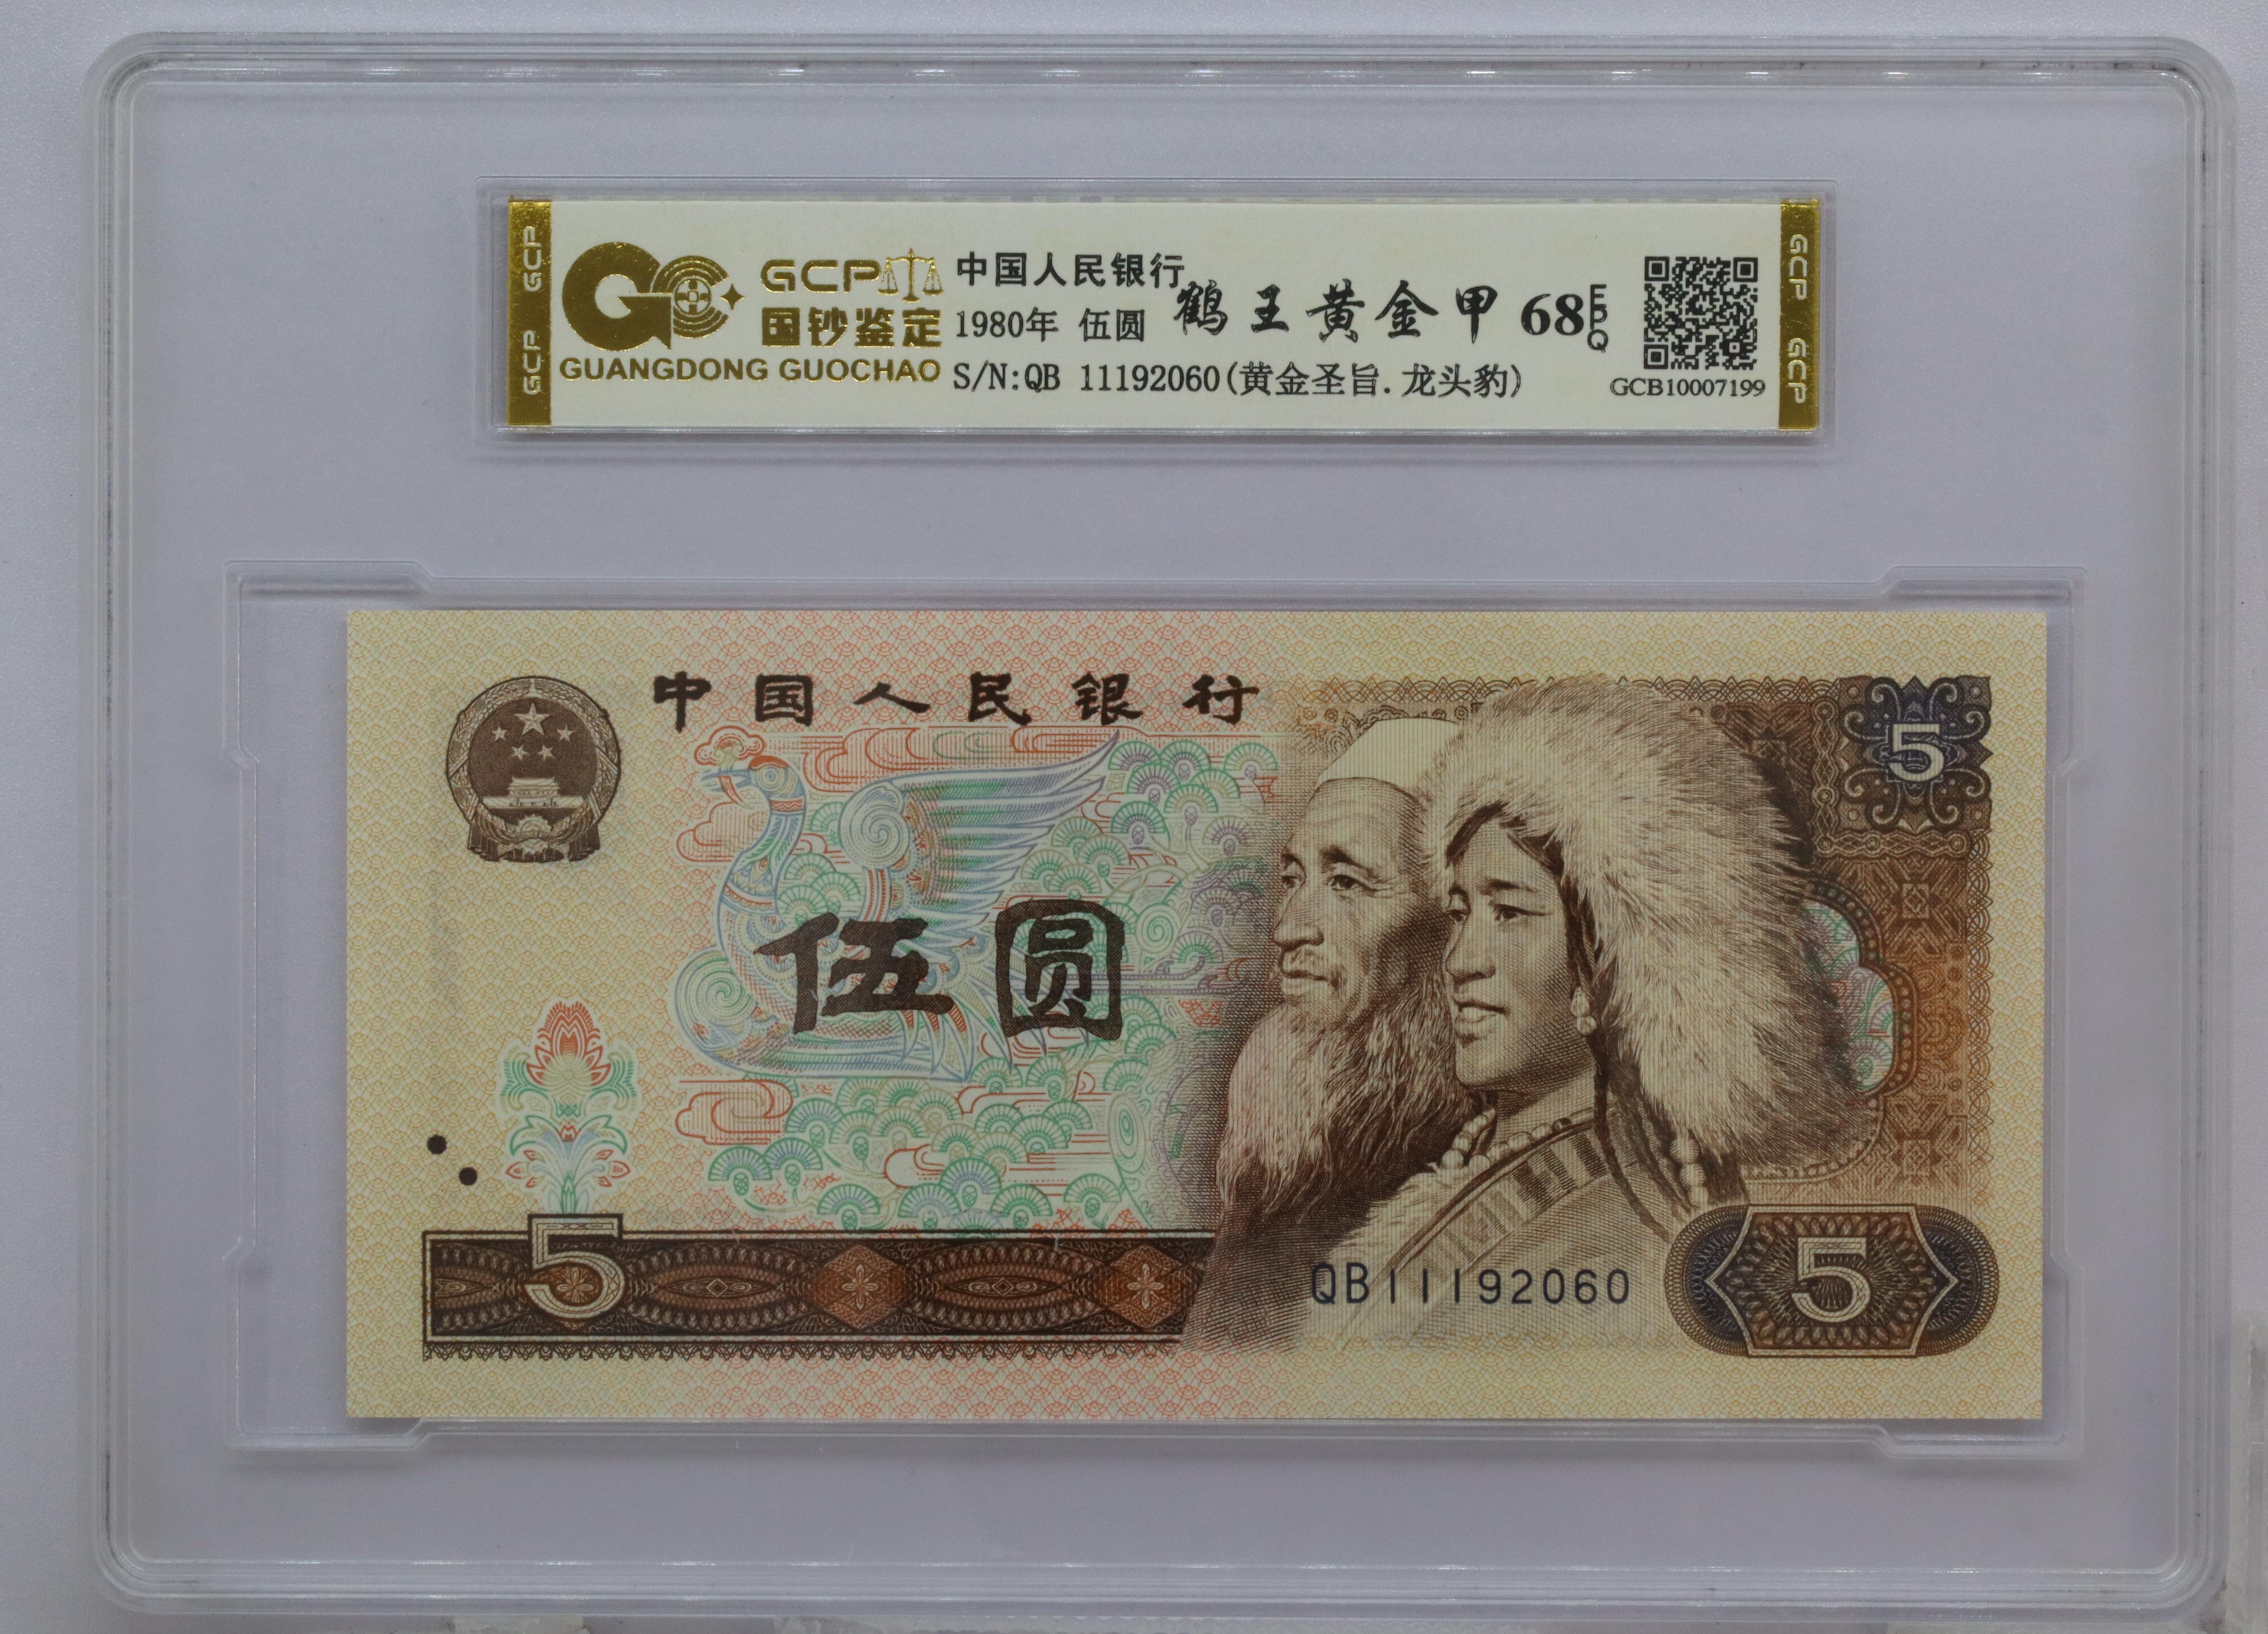 GCP GCP
GCP
国钞鉴定
GUANGDONG GUOCHAO
中国人民银行
1980年 伍圆
鹤王黄金甲 68 EPQ
S/N:QB 11192060(黄金圣旨.龙头豹)
GCB10007199
GCP / GCP
中国人民银行
5
伍圆
5
QB11192060
5